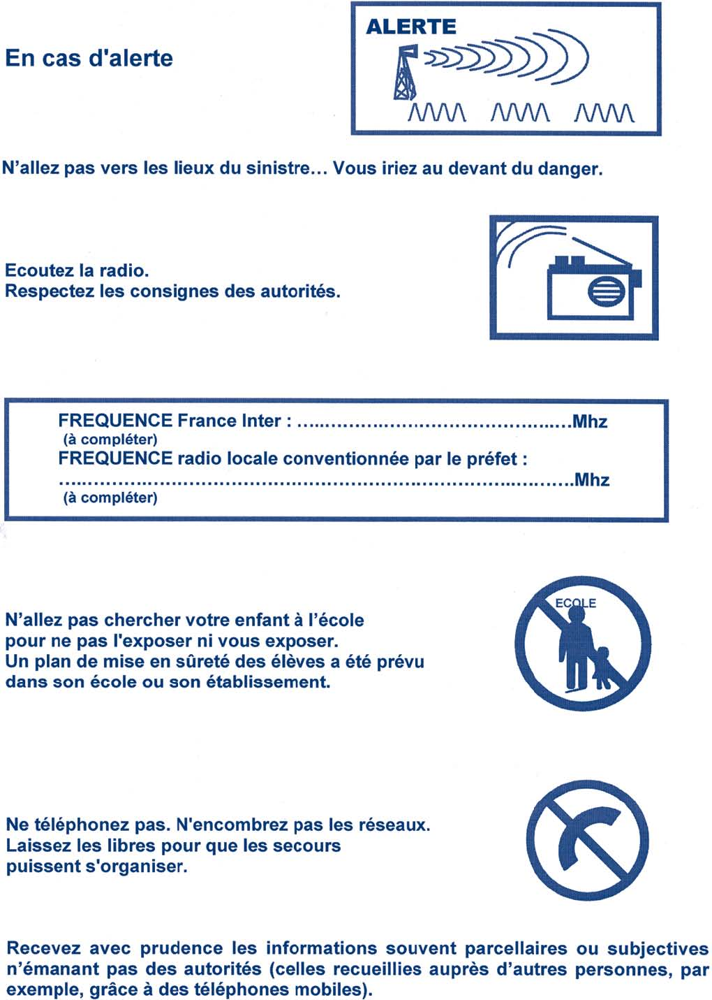 ALERTE
En cas d'alerte
N'allez pas vers les lieux du sinistre... Vous iriez au devant du danger.
Ecoutez la radio.
Respectez les consignes des autorités.
FREQUENCE France Inter : ..............................................Mhz
(à compléter)
FREQUENCE radio locale conventionnée par le préfet :
......................................................................................Mhz
(à compléter)
ECOLE
N'allez pas chercher votre enfant à l'école
pour ne pas l'exposer ni vous exposer.
Un plan de mise en sûreté des élèves a été prévu
dans son école ou son établissement.
Ne téléphonez pas. N'encombrez pas les réseaux.
Laissez les libres pour que les secours
puissent s'organiser.
Recevez avec prudence les informations souvent parcellaires ou subjectives
n'émanant pas des autorités (celles recueillies auprès d'autres personnes, par
exemple, grâce à des téléphones mobiles).